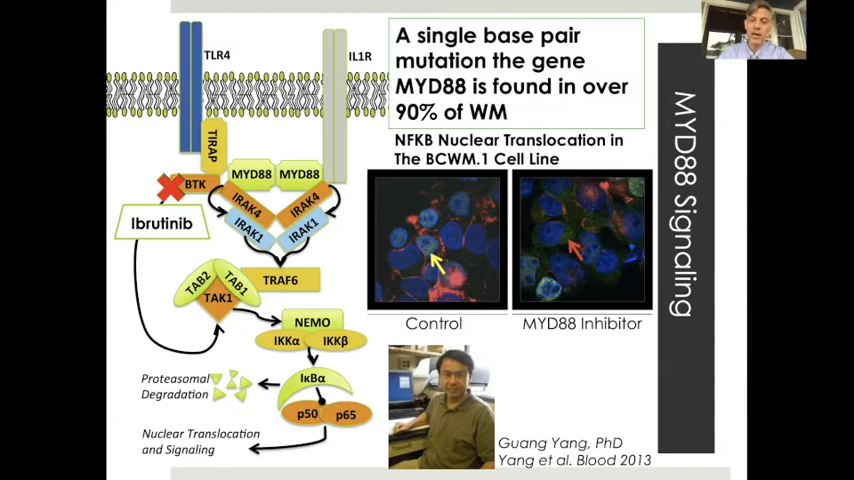 TLR4
IL1R
TIRAP
BTK
MYD88
MYD88
IRAK4
IRAK4
IRAK1
IRAK1
Ibrutinib
TRAF6
TAB2
TAB1
TAK1
NEMO
IKKα
IKKβ
IκBα
Proteasomal
Degradation
p50
p65
Nuclear Translocation
and Signaling
A single base pair
mutation the gene
MYD88 is found in over
90% of WM
NFKB Nuclear Translocation in
The BCWM.1 Cell Line
Control
MYD88 Inhibitor
Guang Yang, PhD
Yang et al. Blood 2013
MYD88 Signaling